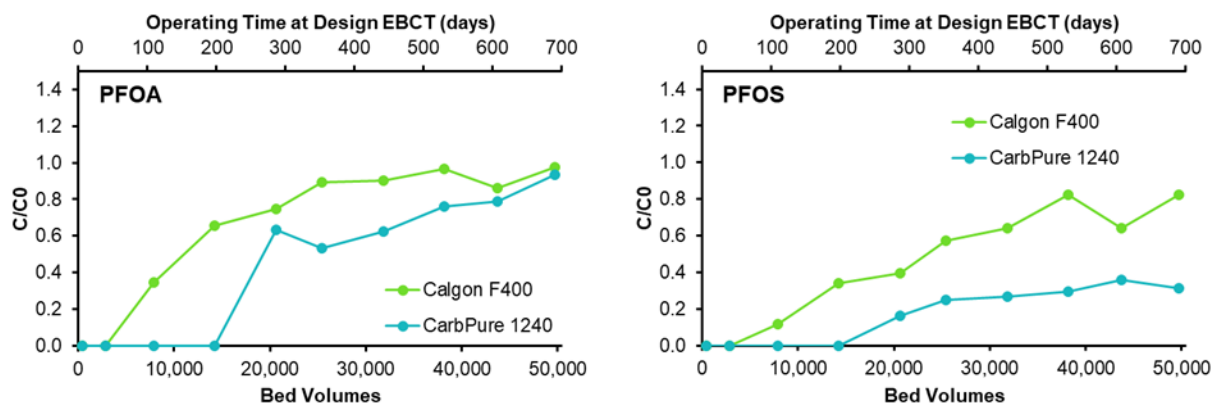 Operating Time at Design EBCT (days)
0 100 200 300 400 500 600 700
1.4
1.2
1.0
0.8
0.6
0.4
0.2
0.0
C/C0
PFOA
Calgon F400
CarbPure 1240
0 10,000 20,000 30,000 40,000 50,000
Bed Volumes
Operating Time at Design EBCT (days)
0 100 200 300 400 500 600 700
1.4
1.2
1.0
0.8
0.6
0.4
0.2
0.0
C/C0
PFOS
Calgon F400
CarbPure 1240
0 10,000 20,000 30,000 40,000 50,000
Bed Volumes